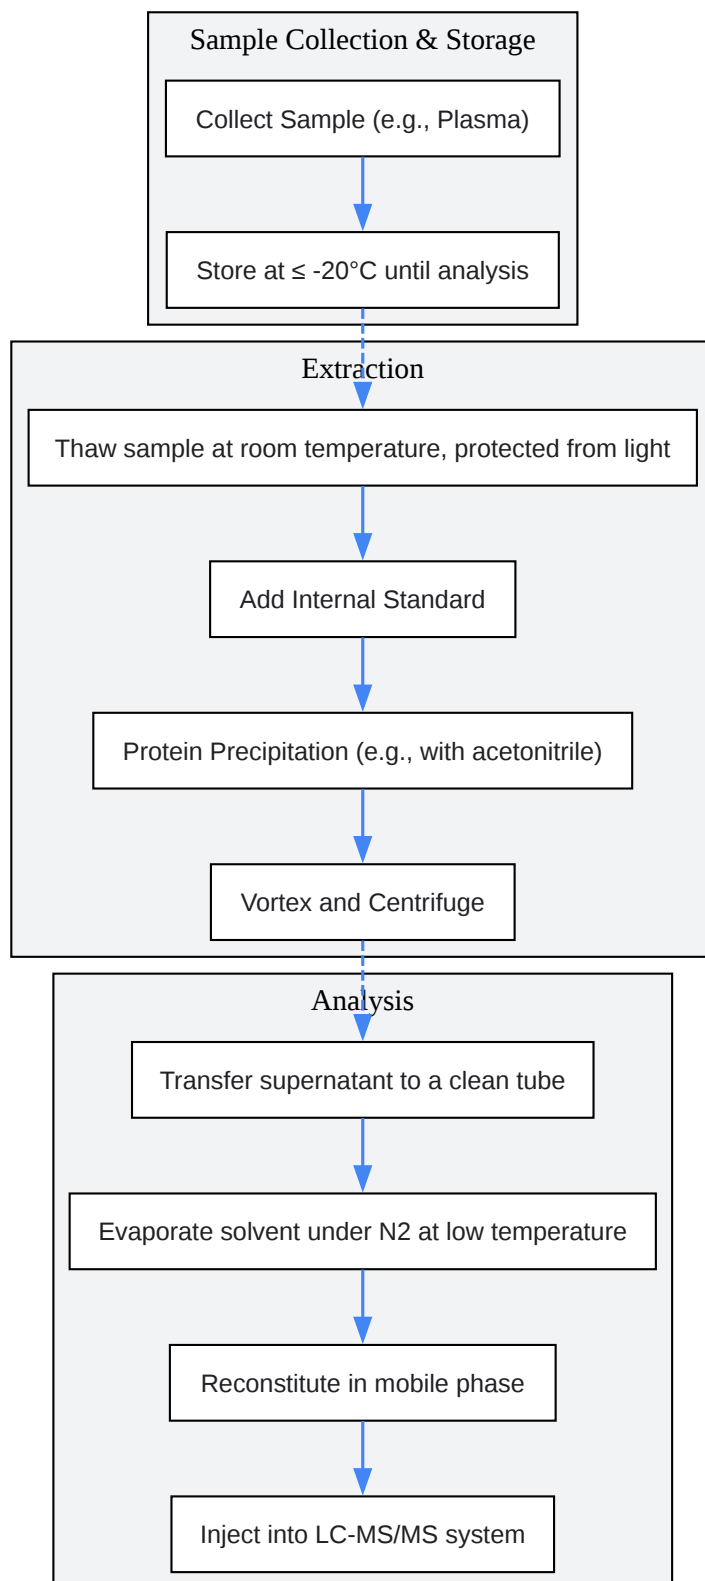 Sample Collection & Storage
Collect Sample (e.g., Plasma)
Store at ≤ -20°C until analysis
Extraction
Thaw sample at room temperature, protected from light
Add Internal Standard
Protein Precipitation (e.g., with acetonitrile)
Vortex and Centrifuge
Analysis
Transfer supernatant to a clean tube
Evaporate solvent under N2 at low temperature
Reconstitute in mobile phase
Inject into LC-MS/MS system